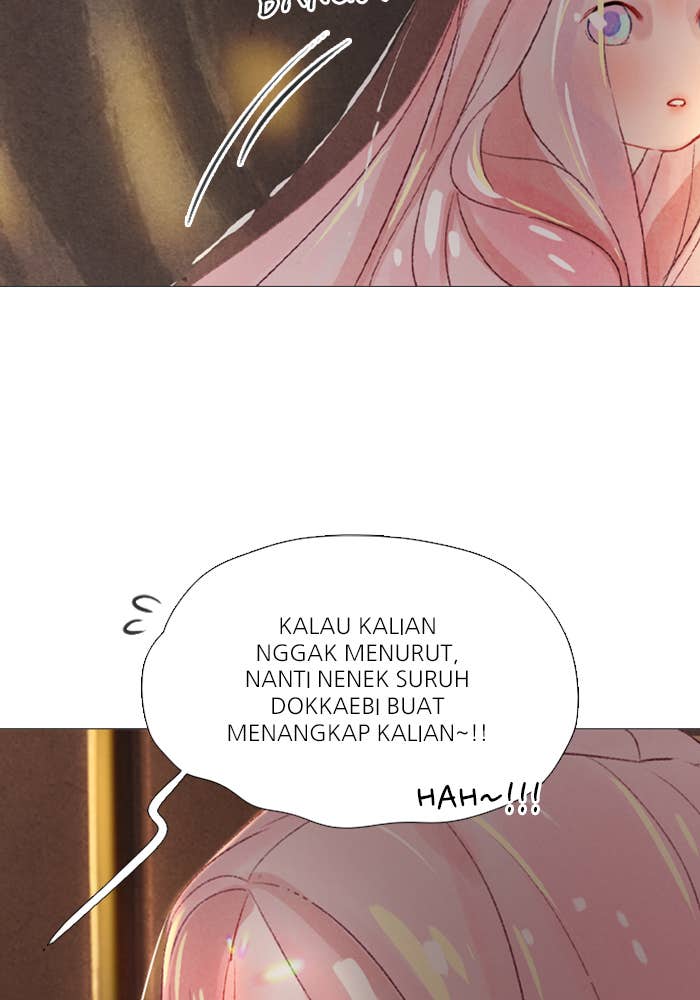 KALAU KALIAN
NGGAK MENURUT,
NANTI NENEK SURUH
DOKKAEBI BUAT
MENANGKAP KALIAN~!!
HAH~!!!